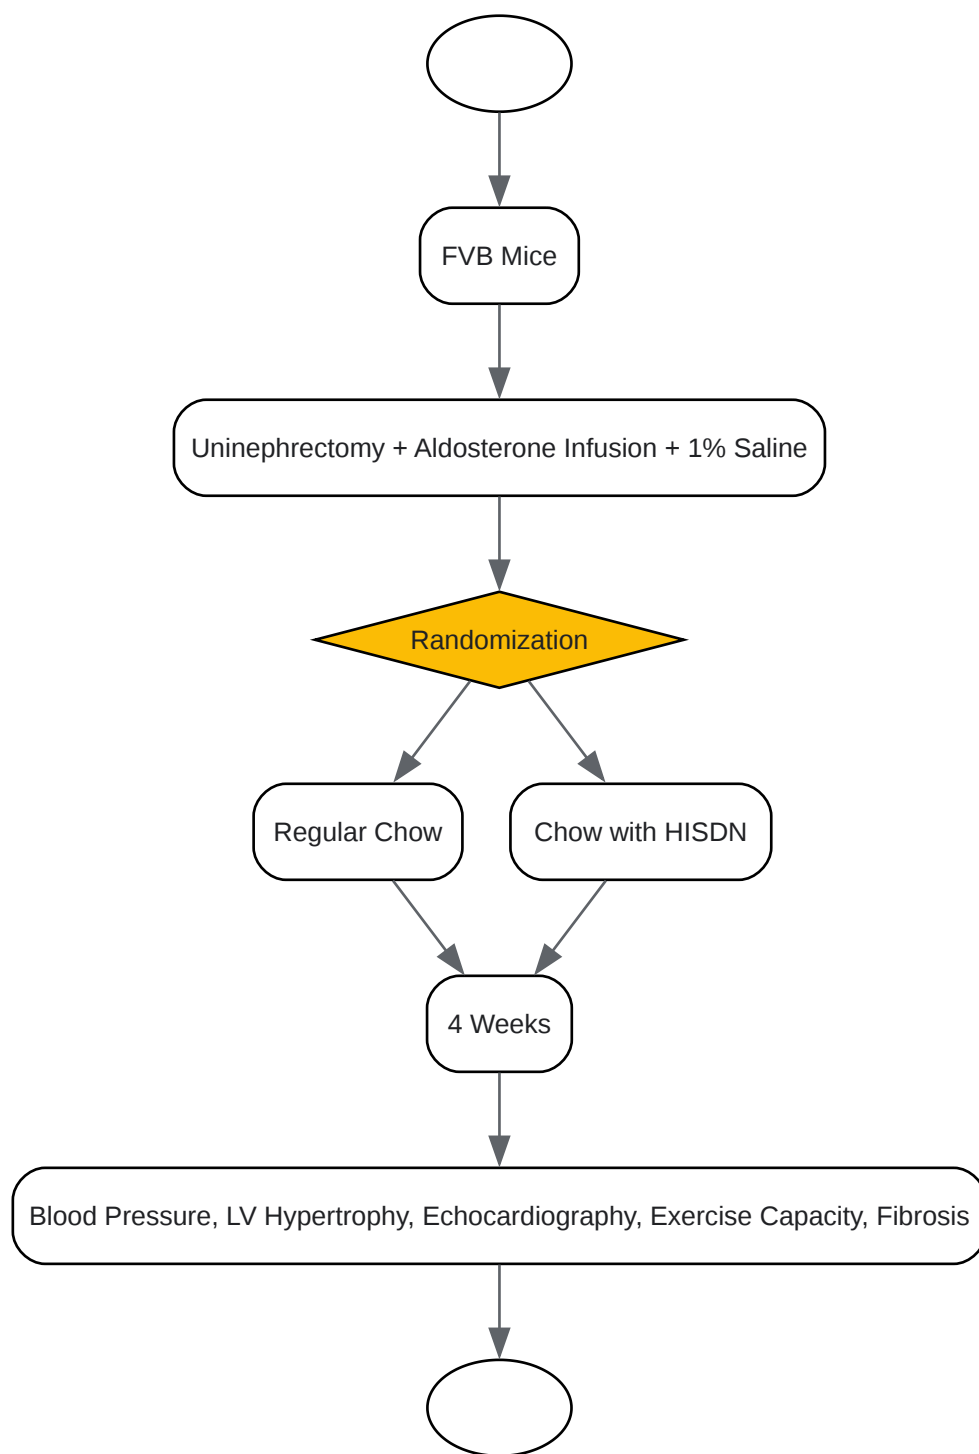 FVB Mice
Uninephrectomy + Aldosterone Infusion + 1% Saline
Randomization
Regular Chow
Chow with HISDN
4 Weeks
Blood Pressure, LV Hypertrophy, Echocardiography, Exercise Capacity, Fibrosis